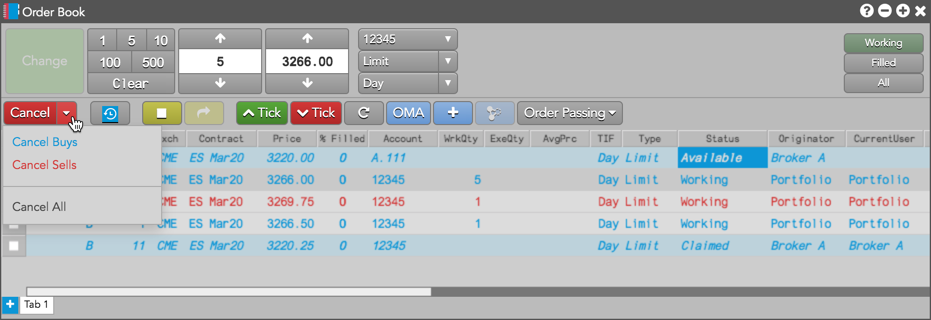 Order Book
Change 1 5 10 5 3266.00 12345 Working
100 500 Limit Filled
Clear Day All
Cancel Tick Tick OMA + Order Passing
Cancel Buys
Cancel Sells
Cancel All
xch Contract Price % Filled Account WrkQty ExeQty AvgPrc TIF Type Status Originator CurrentUser
CME ES Mar20 3220.00 0 A.111 Day Limit Available Broker A
CME ES Mar20 3266.00 0 12345 5 Day Limit Working Portfolio Portfolio
CME ES Mar20 3269.75 0 12345 1 Day Limit Working Portfolio Portfolio
CME ES Mar20 3266.50 0 12345 1 Day Limit Working Portfolio Portfolio
B 11 CME ES Mar20 3220.25 0 12345 Day Limit Claimed Broker A Broker A
+ Tab 1